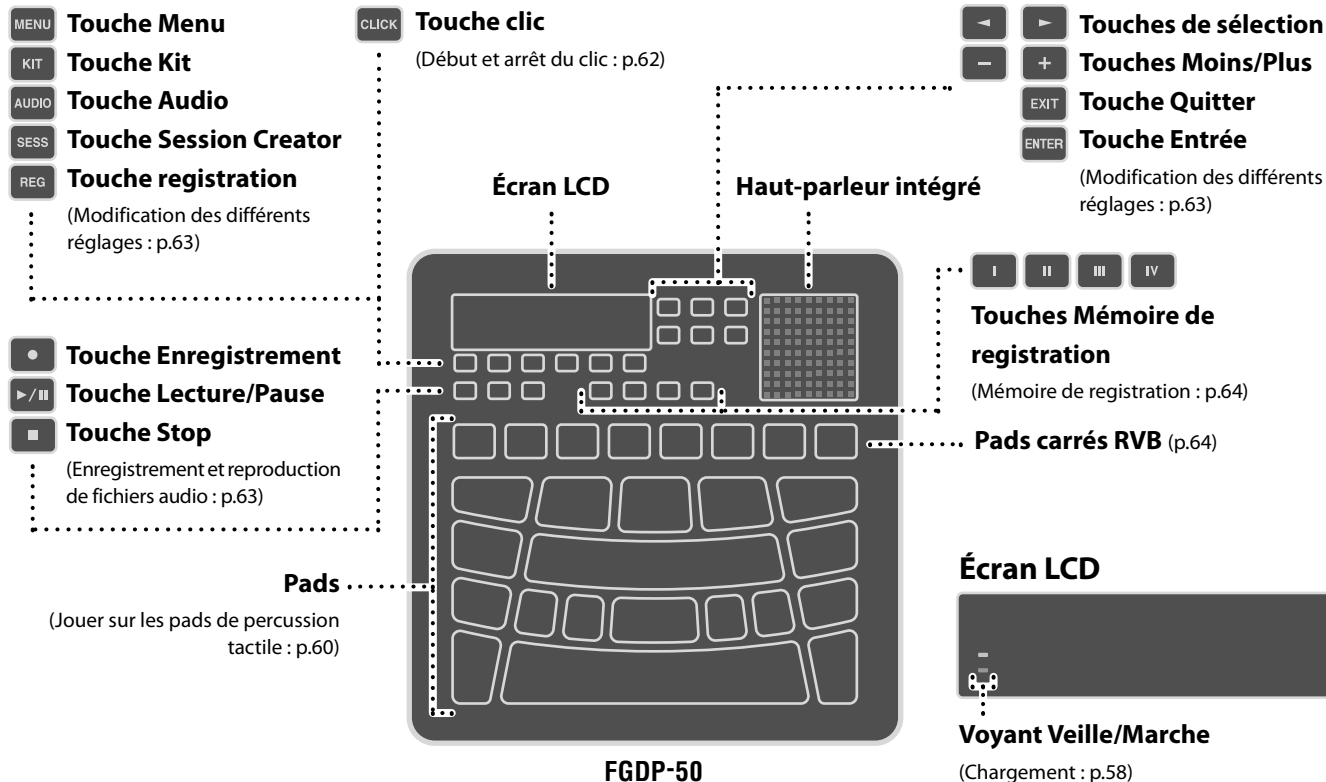 MENU Touche Menu
KIT Touche Kit
AUDIO Touche Audio
SESS Touche Session Creator
REG Touche registration
(Modification des différents
réglages : p.63)
CLICK Touche clic
(Début et arrêt du clic : p.62)
Touches de sélection
Touches Moins/Plus
EXIT Touche Quitter
ENTER Touche Entrée
(Modification des différents
réglages : p.63)
Écran LCD
Haut-parleur intégré
I II III IV
Touches Mémoire de
registration
(Mémoire de registration : p.64)
Touche Enregistrement
Touche Lecture/Pause
Touche Stop
(Enregistrement et reproduction
de fichiers audio : p.63)
Pads carrés RVB (p.64)
Pads
(Jouer sur les pads de percussion
tactile : p.60)
FGDP-50
Écran LCD
Voyant Veille/Marche
(Chargement : p.58)